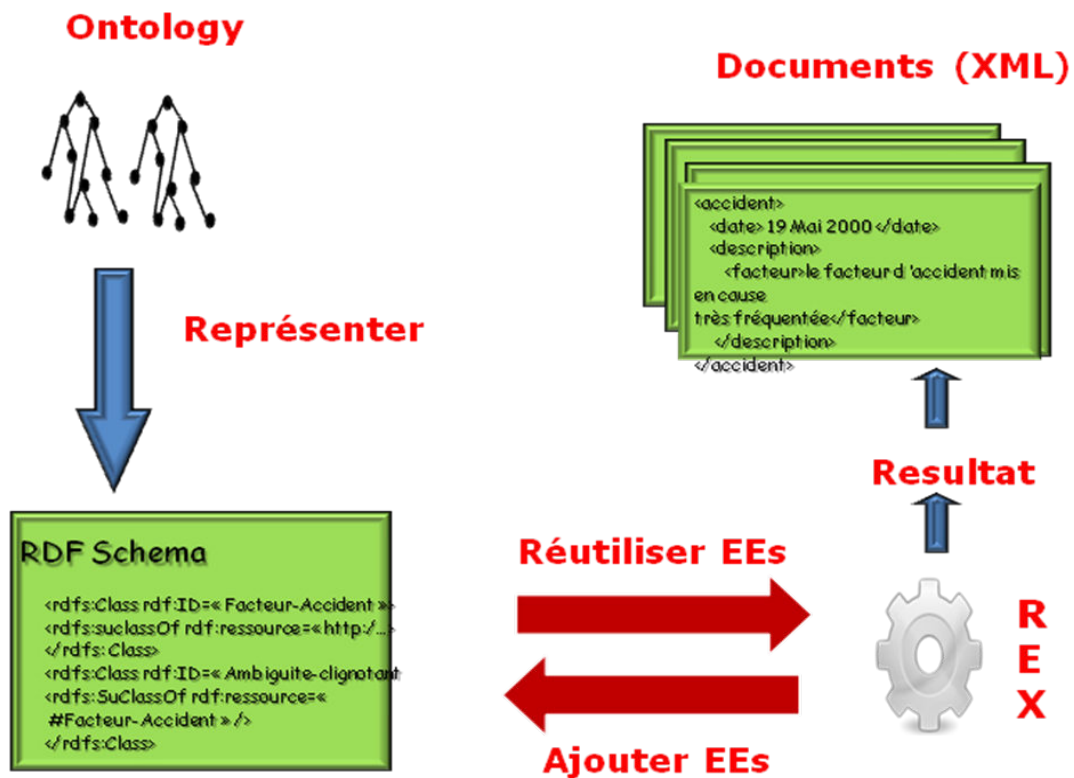 Ontology
Documents (XML)
<accident>
<date> 19 Mai 2000 </date>
<description>
<facteur>le facteur d 'accident mis
en cause
très fréquentée</facteur>
</description>
</accident>
Représenter
Resultat
RDF Schema
<rdfs:Class rdf:ID=« Facteur-Accident »>
<rdfs:suclassOf rdf:ressource=«http:/...>
</rdfs: Class>
<rdfs:Class rdf:ID=« Ambiguite-clignotant
<rdfs:SuClassOf rdf:ressource=«
#Facteur-Accident » />
</rdfs:Class>
Réutiliser EEs
Ajouter EEs
R
E
X